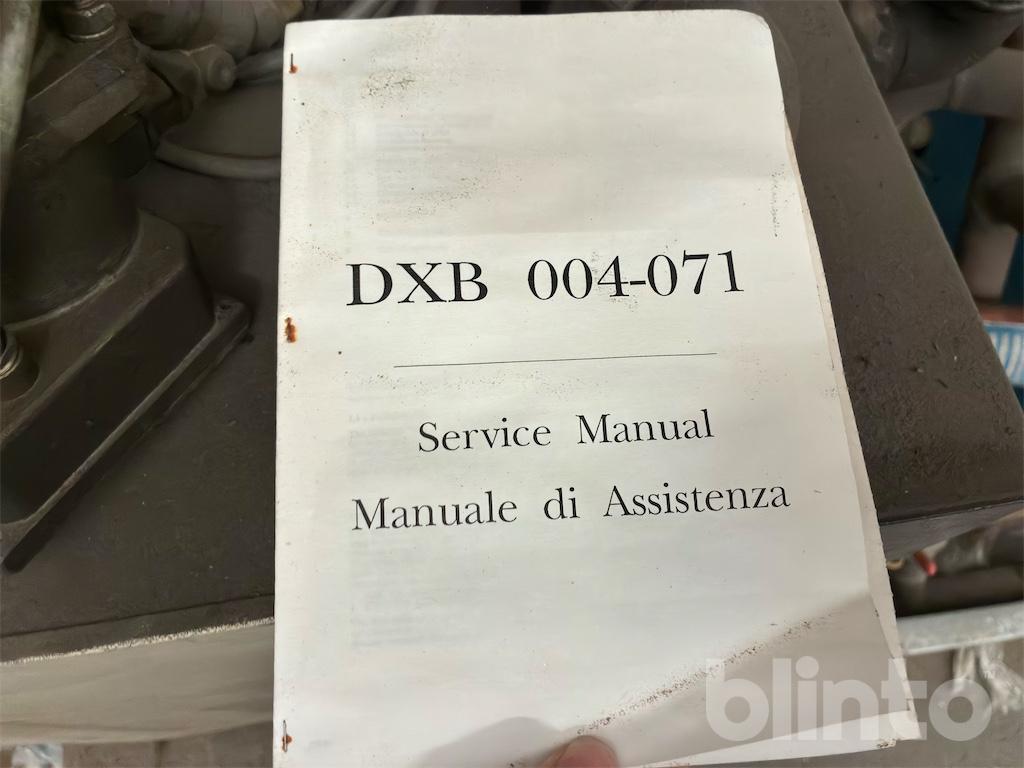 DXB 004-071
Service Manual
Manuale di Assistenza
blinto